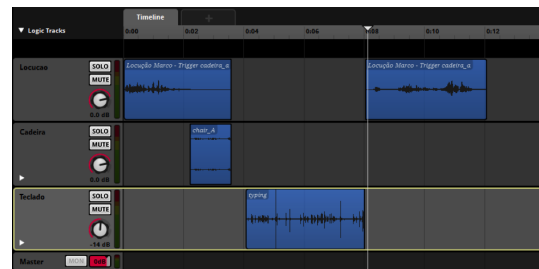 Timeline
+
Logic Tracks
0:00 0:02 0:04 0:06 0:08 0:10 0:12
Locucao SOLO
MUTE
0.0 dB
Locução Marco - Trigger cadeira_a
Locução Marco - Trigger cadeira_a
Cadeira SOLO
MUTE
0.0 dB
chair_A
Teclado SOLO
MUTE
-14 dB
typing
Master MON